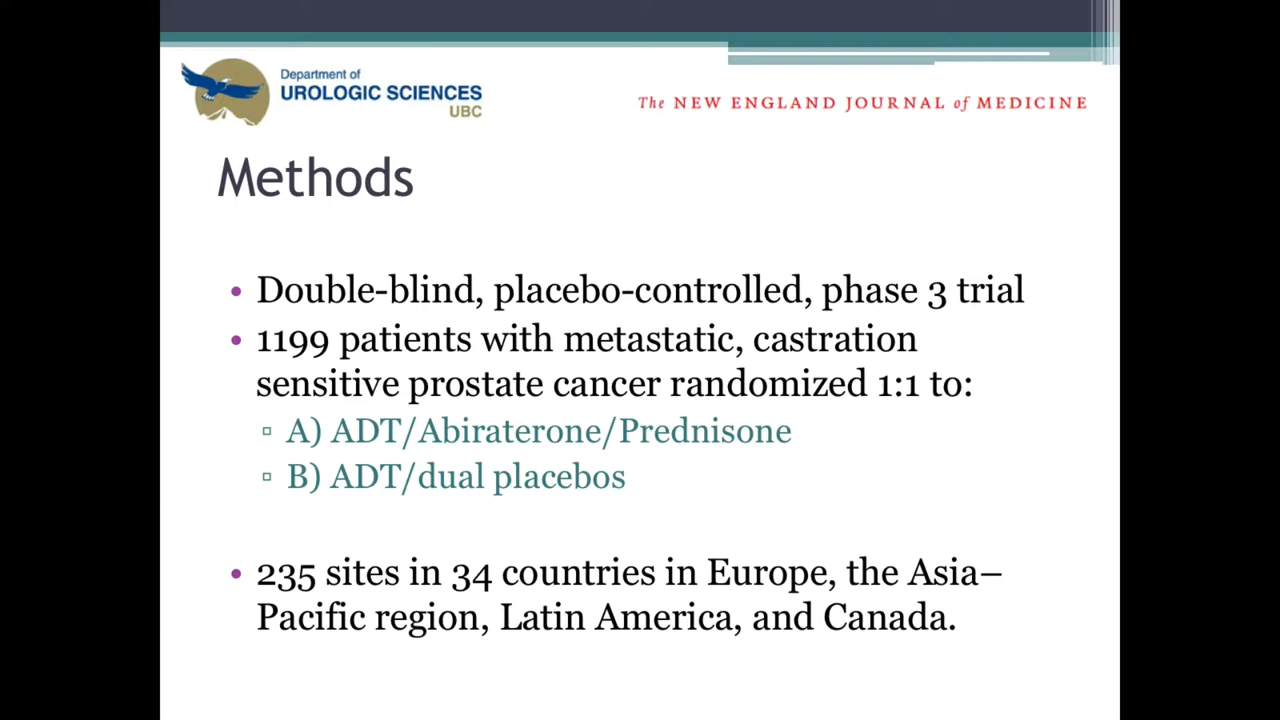 Department of
UROLOGIC SCIENCES
UBC
The NEW ENGLAND JOURNAL of MEDICINE
Methods
• Double-blind, placebo-controlled, phase 3 trial
• 1199 patients with metastatic, castration
sensitive prostate cancer randomized 1:1 to:
▫ A) ADT/Abiraterone/Prednisone
▫ B) ADT/dual placebos
• 235 sites in 34 countries in Europe, the Asia–
Pacific region, Latin America, and Canada.